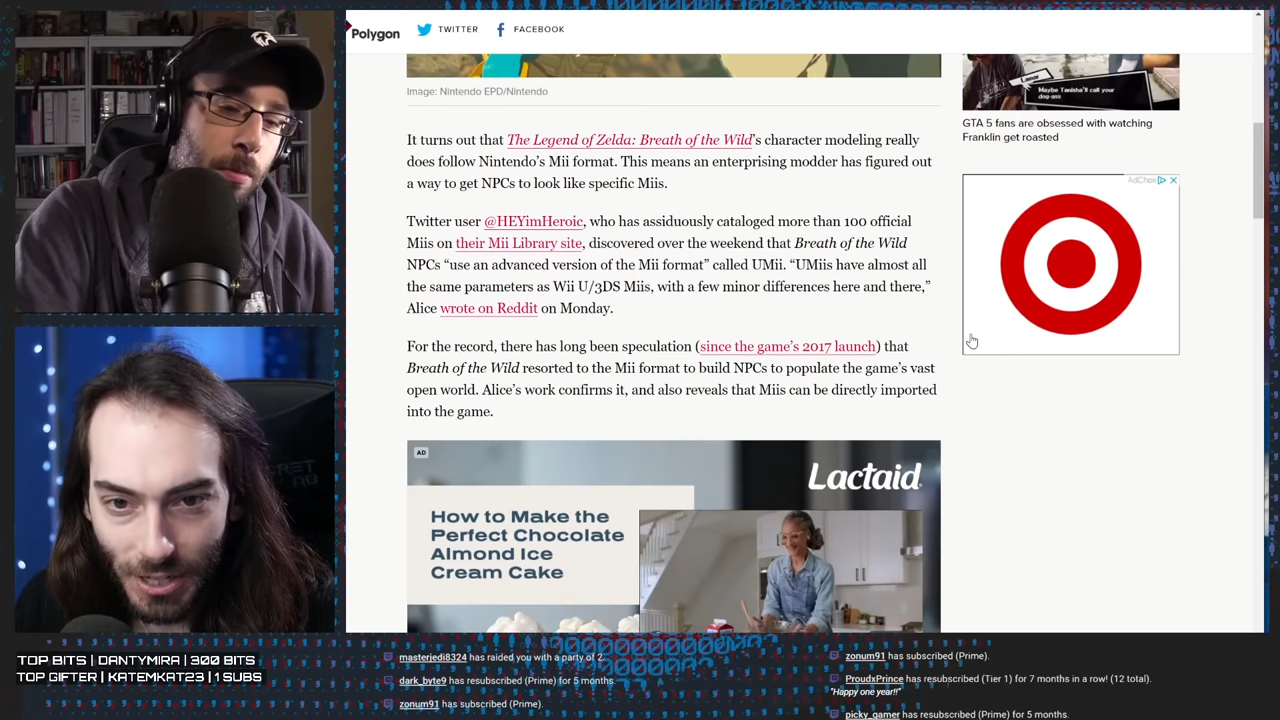 Polygon
TWITTER
FACEBOOK
Image: Nintendo EPD/Nintendo
It turns out that The Legend of Zelda: Breath of the Wild's character modeling really
does follow Nintendo’s Mii format. This means an enterprising modder has figured out
a way to get NPCs to look like specific Miis.
Twitter user @HEYimHeroic, who has assiduously cataloged more than 100 official
Miis on their Mii Library site, discovered over the weekend that Breath of the Wild
NPCs “use an advanced version of the Mii format” called UMii. “UMiis have almost all
the same parameters as Wii U/3DS Miis, with a few minor differences here and there,”
Alice wrote on Reddit on Monday.
For the record, there has long been speculation (since the game’s 2017 launch) that
Breath of the Wild resorted to the Mii format to build NPCs to populate the game’s vast
open world. Alice’s work confirms it, and also reveals that Miis can be directly imported
into the game.
AD
Lactaid
How to Make the
Perfect Chocolate
Almond Ice
Cream Cake
Lamar
Maybe Tanisha'll call your
dog-ass
GTA 5 fans are obsessed with watching
Franklin get roasted
AdChoi
TOP BITS | DANTYMIRA | 300 BITS
TOP GIFTER | KATEMKAT23 | 1 SUBS
masterjedi8324 has raided you with a party of 2.
dark_byte9 has resubscribed (Prime) for 5 months.
zonum91 has subscribed (Prime).
zonum91 has subscribed (Prime).
ProudxPrince has resubscribed (Tier 1) for 7 months in a row! (12 total).
"Happy one year!!"
picky_gamer has resubscribed (Prime) for 5 months.